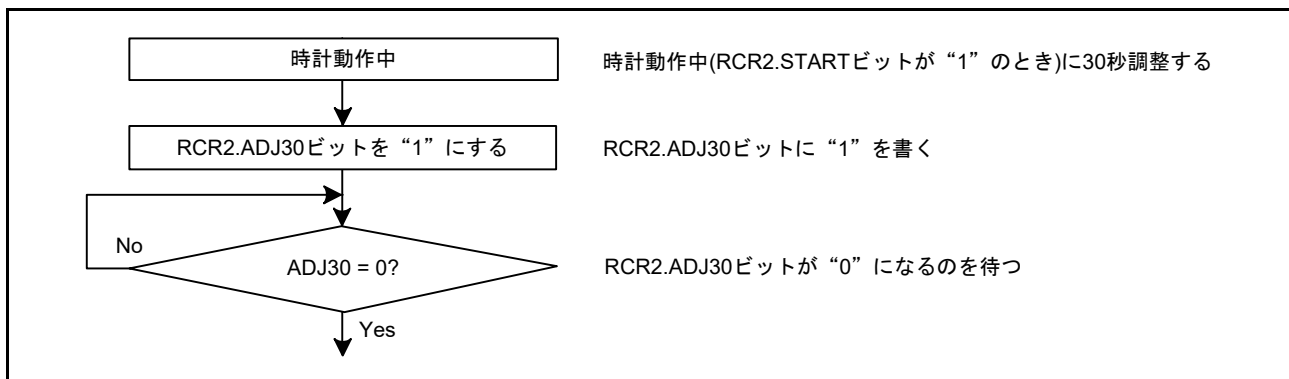 時計動作中
時計動作中(RCR2.STARTビットが“1”のとき)に30秒調整する
RCR2.ADJ30ビットを“1”にする
RCR2.ADJ30ビットに“1”を書く
No
ADJ30 = 0?
RCR2.ADJ30ビットが“0”になるのを待つ
Yes